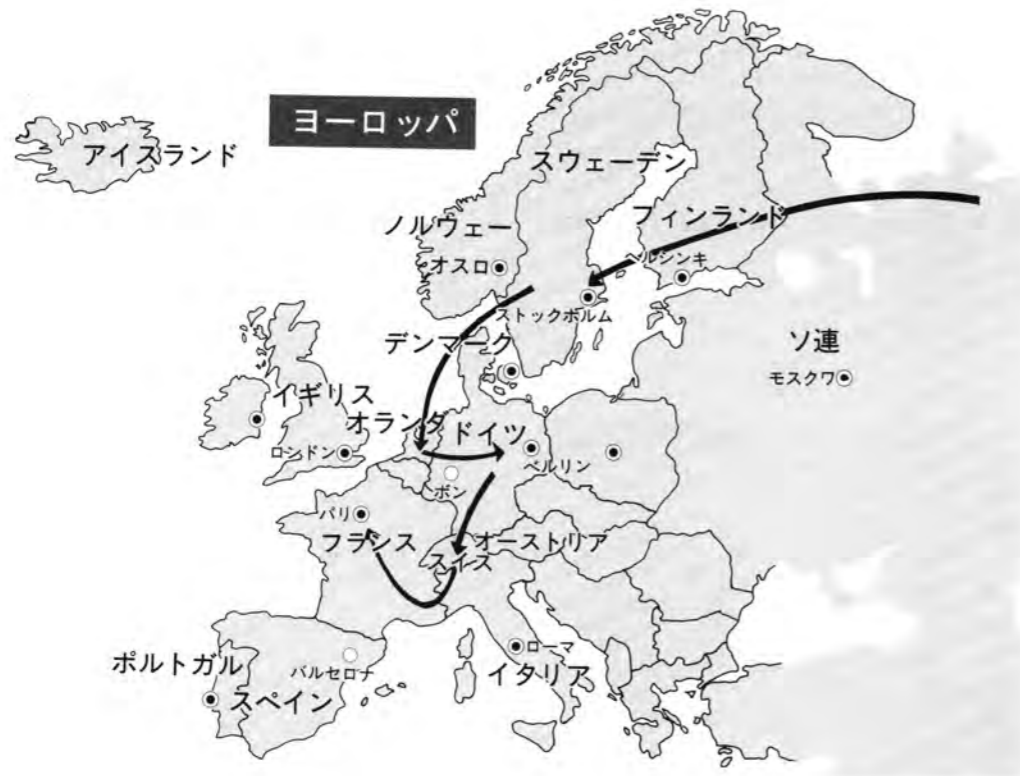 ヨーロッパ
アイスランド
スウェーデン
フィンランド
ノルウェー
ヘルシンキ
オスロ
ストックホルム
デンマーク
ソ連
モスクワ
イギリス
オランダ
ドイツ
ロンドン
ベルリン
ボン
パリ
フランス
オーストリア
スイス
ローマ
ポルトガル
バルセロナ
イタリア
スペイン